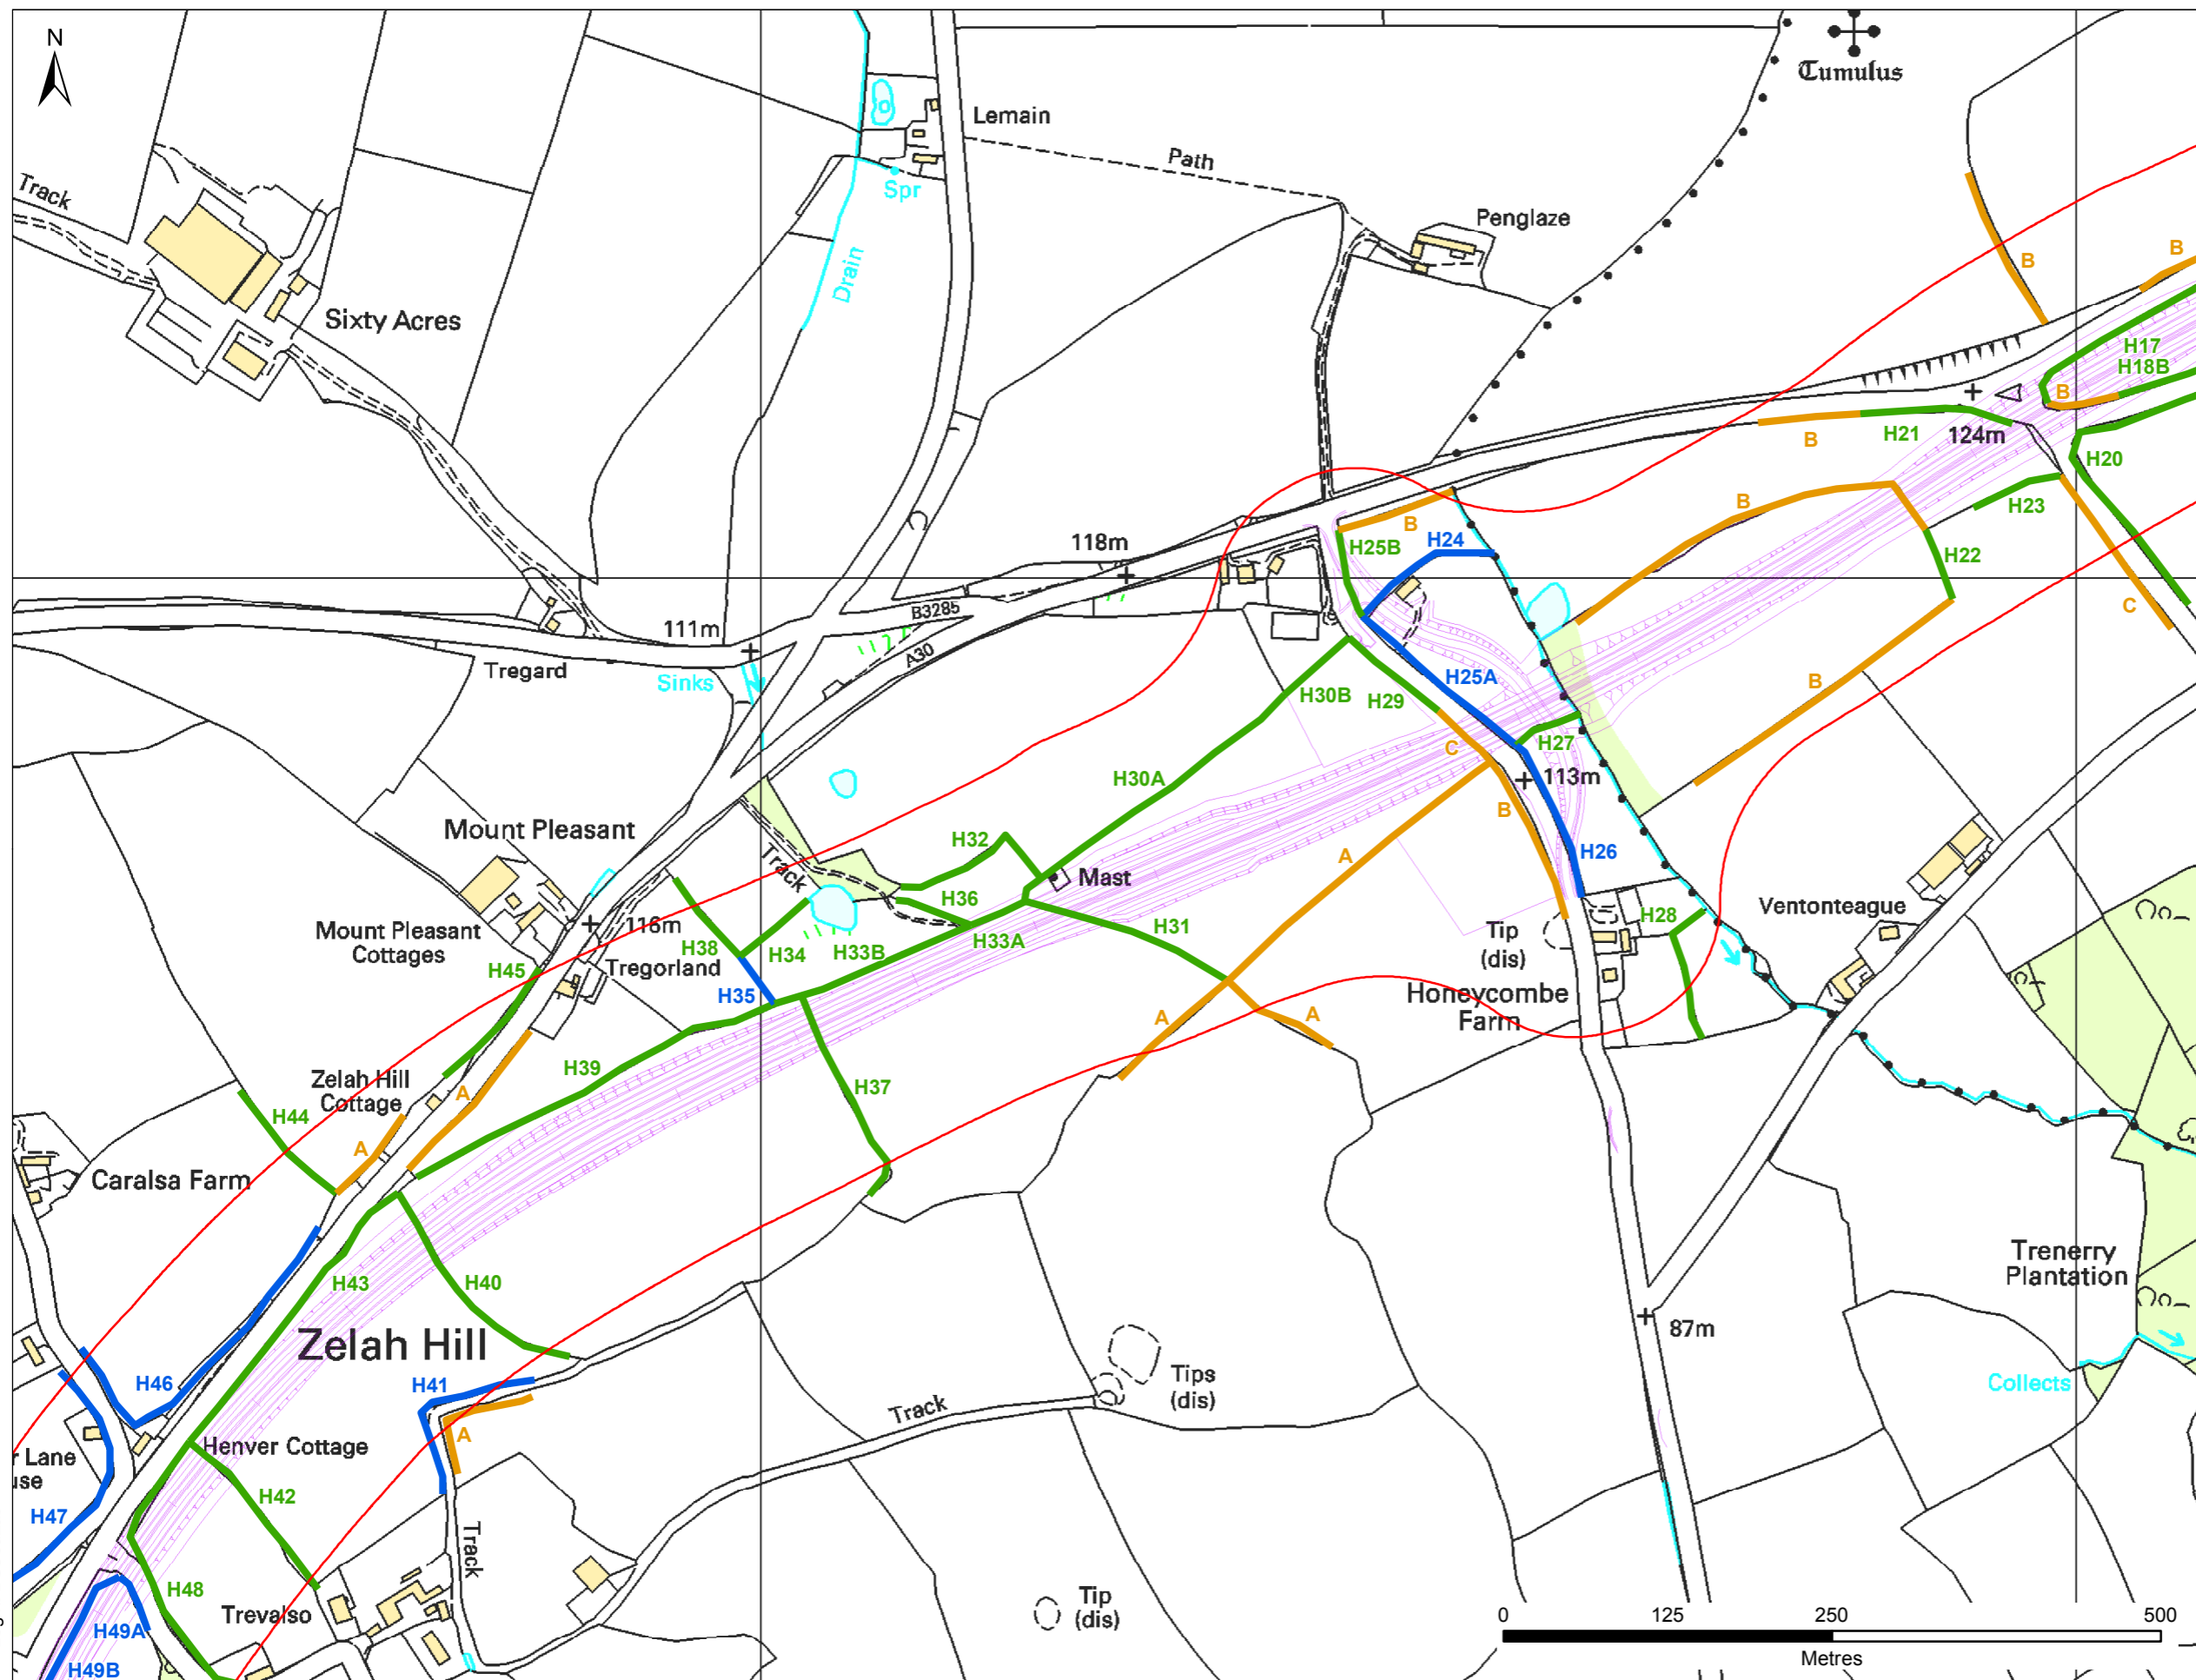 N
Tumulus
Lemain
Path
Track
Spr
Penglaze
B
B
Drain
Sixty Acres
H17
H18B
B
B
H21
124m
H20
B
B
H23
118m
H25B
H24
H22
B3285
C
111m
A30
Tregard
Sinks
H25A
B
H30B
H29
H27
C
H30A
113m
B
Mount Pleasant
H32
Track
A
H26
Mast
H36
116m
Mount Pleasant
Cottages
H38
H34
H33B
H33A
H31
Tip
(dis)
H28
Ventonteague
H45
Tregorland
H35
Honeycombe
Farm
A
A
H39
Zelah Hill
Cottage
A
H37
H44
A
Caralsa Farm
Trenerry
Plantation
H43
H40
Zelah Hill
87m
H46
H41
Tips
(dis)
Collects
Track
A
Henver Cottage
r Lane
use
H42
H47
Track
H48
Trevalso
Tip
(dis)
H49A
H49B
0 125 250 500
Metres